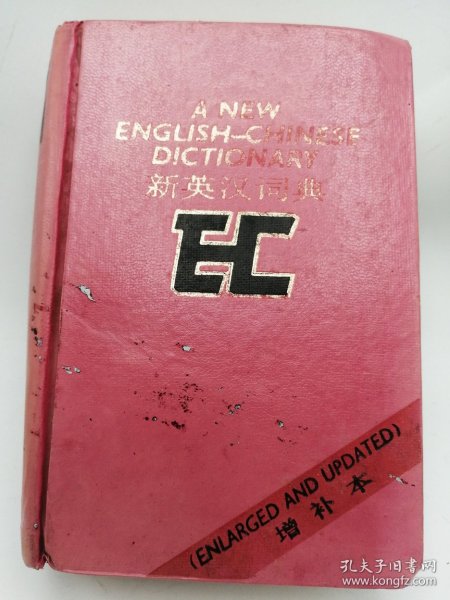 A NEW
ENGLISH-CHINESE
DICTIONARY
新英汉词典
EC
(ENLARGED AND UPDATED)
增补本
孔夫子旧书网
www.kongfz.com